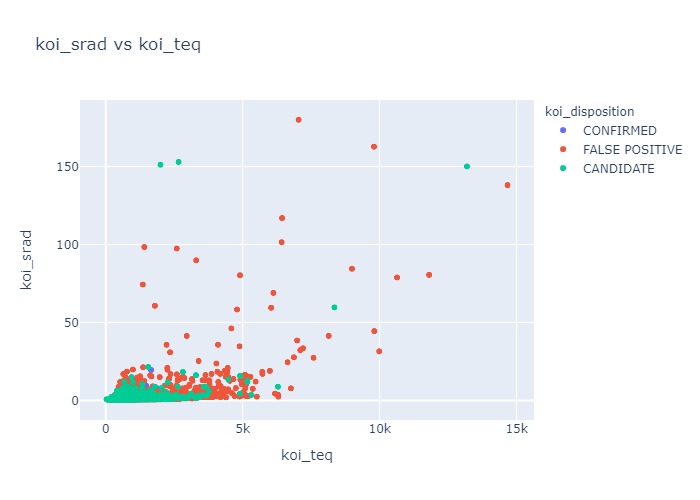 koi_srad vs koi_teq
koi_disposition
CONFIRMED
FALSE POSITIVE
CANDIDATE
150
100
50
0
koi_srad
0
5k
10k
15k
koi_teq